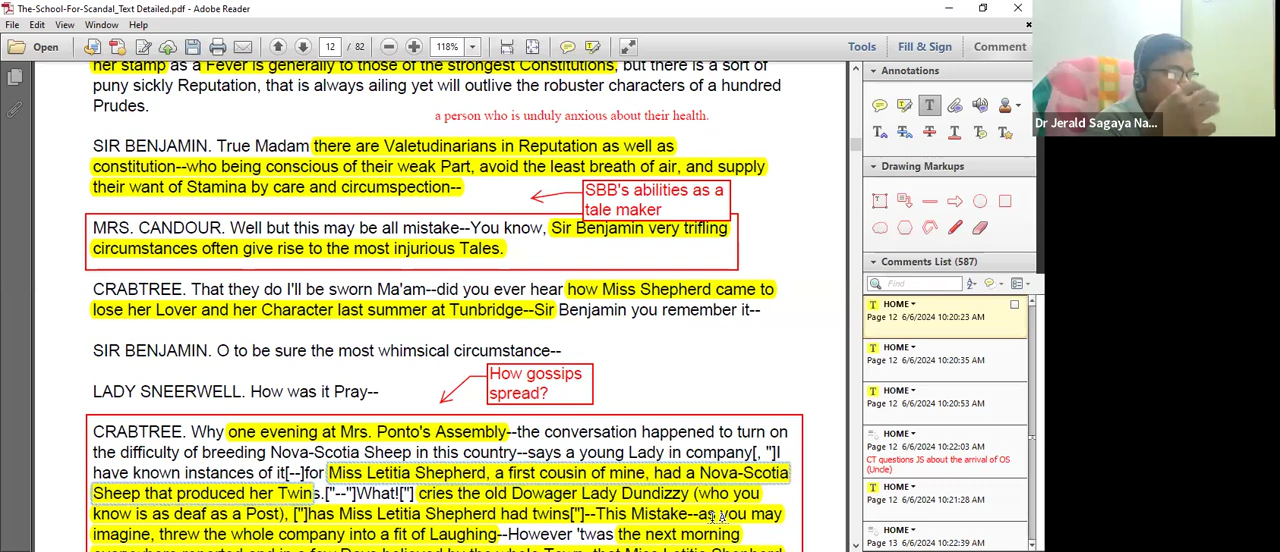 The-School-For-Scandal_Text Detailed.pdf - Adobe Reader
File Edit View Window Help
Open 12 / 82 118% Tools Fill & Sign Comment
her stamp as a Fever is generally to those of the strongest Constitutions, but there is a sort of
puny sickly Reputation, that is always ailing yet will outlive the robuster characters of a hundred
Prudes.
a person who is unduly anxious about their health.
SIR BENJAMIN. True Madam there are Valetudinarians in Reputation as well as
constitution--who being conscious of their weak Part, avoid the least breath of air, and supply
their want of Stamina by care and circumspection--
SBB's abilities as a
tale maker
MRS. CANDOUR. Well but this may be all mistake--You know, Sir Benjamin very trifling
circumstances often give rise to the most injurious Tales.
CRABTREE. That they do I'll be sworn Ma'am--did you ever hear how Miss Shepherd came to
lose her Lover and her Character last summer at Tunbridge--Sir Benjamin you remember it--
SIR BENJAMIN. O to be sure the most whimsical circumstance--
How gossips
spread?
LADY SNEERWELL. How was it Pray--
CRABTREE. Why one evening at Mrs. Ponto's Assembly--the conversation happened to turn on
the difficulty of breeding Nova-Scotia Sheep in this country--says a young Lady in company[, "]I
have known instances of it[--]for Miss Letitia Shepherd, a first cousin of mine, had a Nova-Scotia
Sheep that produced her Twins.["--"]What!["] cries the old Dowager Lady Dundizzy (who you
know is as deaf as a Post), ["]has Miss Letitia Shepherd had twins["]--This Mistake--as you may
imagine, threw the whole company into a fit of Laughing--However 'twas the next morning
everywhere reported and in a few Days believed by the whole Town, that Miss Letitia Shepherd
Dr Jerald Sagaya Na...
Annotations
Drawing Markups
Comments List (587)
Find
HOME
Page 12 6/6/2024 10:20:23 AM
HOME
Page 12 6/6/2024 10:20:35 AM
HOME
Page 12 6/6/2024 10:20:53 AM
HOME
Page 12 6/6/2024 10:22:03 AM
CT questions JS about the arrival of OS
(Uncle)
HOME
Page 12 6/6/2024 10:21:28 AM
HOME
Page 13 6/6/2024 10:22:39 AM